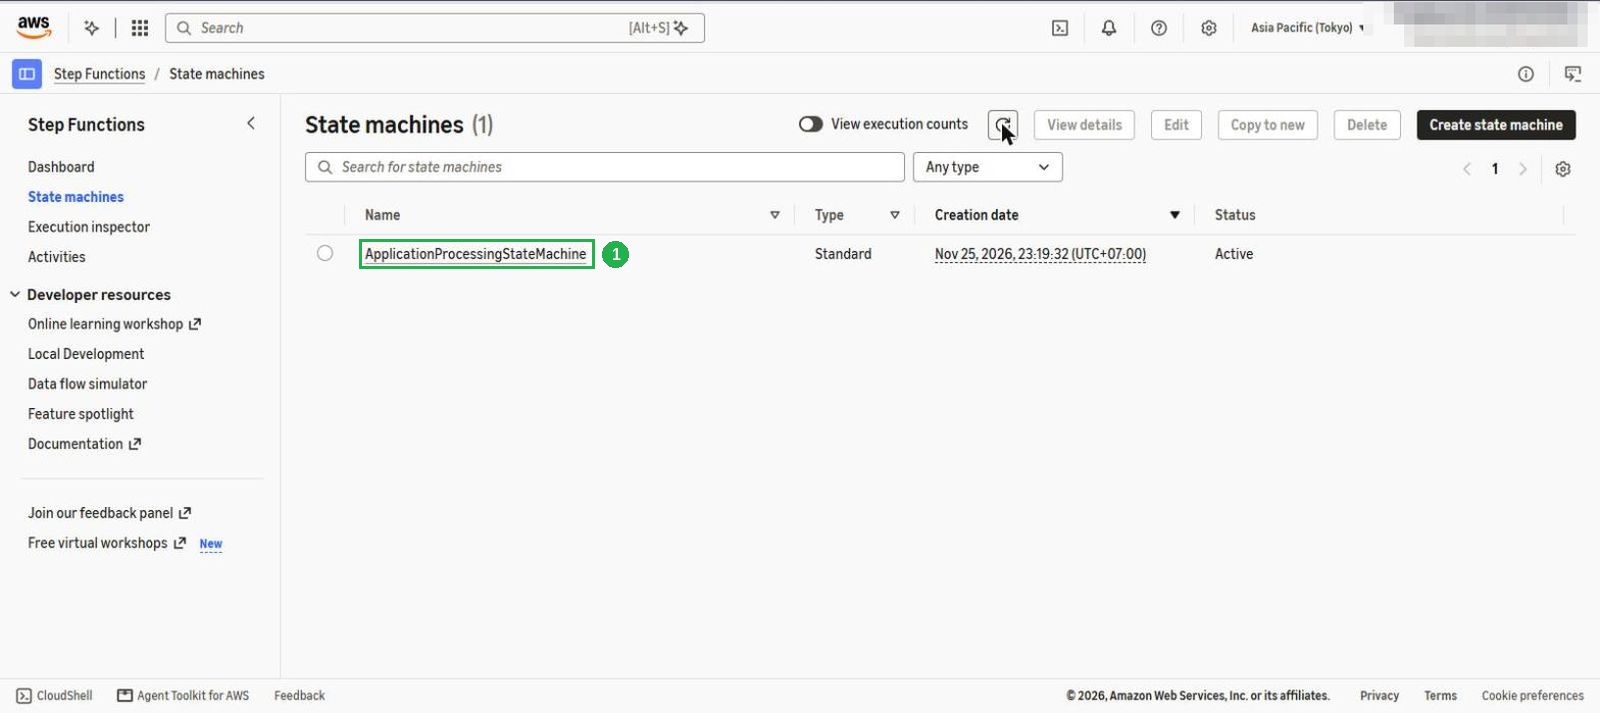 aws Search [Alt+S] Asia Pacific (Tokyo)
Step Functions / State machines
Step Functions
Dashboard
State machines
Execution inspector
Activities
Developer resources
Online learning workshop
Local Development
Data flow simulator
Feature spotlight
Documentation
Join our feedback panel
Free virtual workshops New
State machines (1) View execution counts View details Edit Copy to new Delete Create state machine
Search for state machines Any type 1
Name Type Creation date Status
ApplicationProcessingStateMachine 1 Standard Nov 25, 2026, 23:19:32 (UTC+07:00) Active
CloudShell Agent Toolkit for AWS Feedback © 2026, Amazon Web Services, Inc. or its affiliates. Privacy Terms Cookie preferences